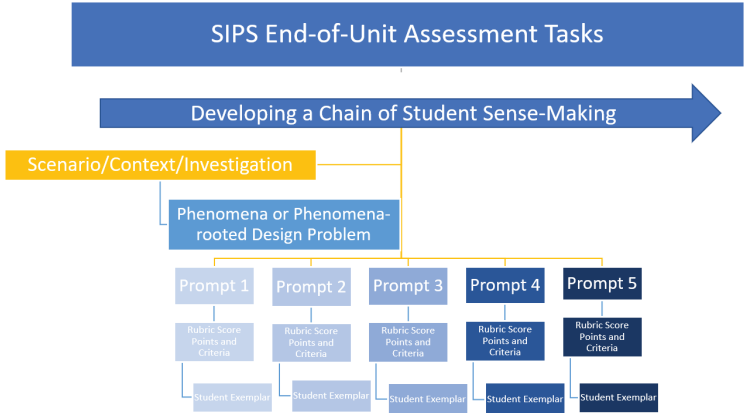 SIPS End-of-Unit Assessment Tasks
Developing a Chain of Student Sense-Making
Scenario/Context/Investigation
Phenomena or Phenomena-
rooted Design Problem
Prompt 1
Prompt 2
Prompt 3
Prompt 4
Prompt 5
Rubric Score
Points and
Criteria
Rubric Score
Points and
Criteria
Rubric Score
Points and
Criteria
Rubric Score
Points and
Criteria
Rubric Score
Points and
Criteria
Student Exemplar
Student Exemplar
Student Exemplar
Student Exemplar
Student Exemplar